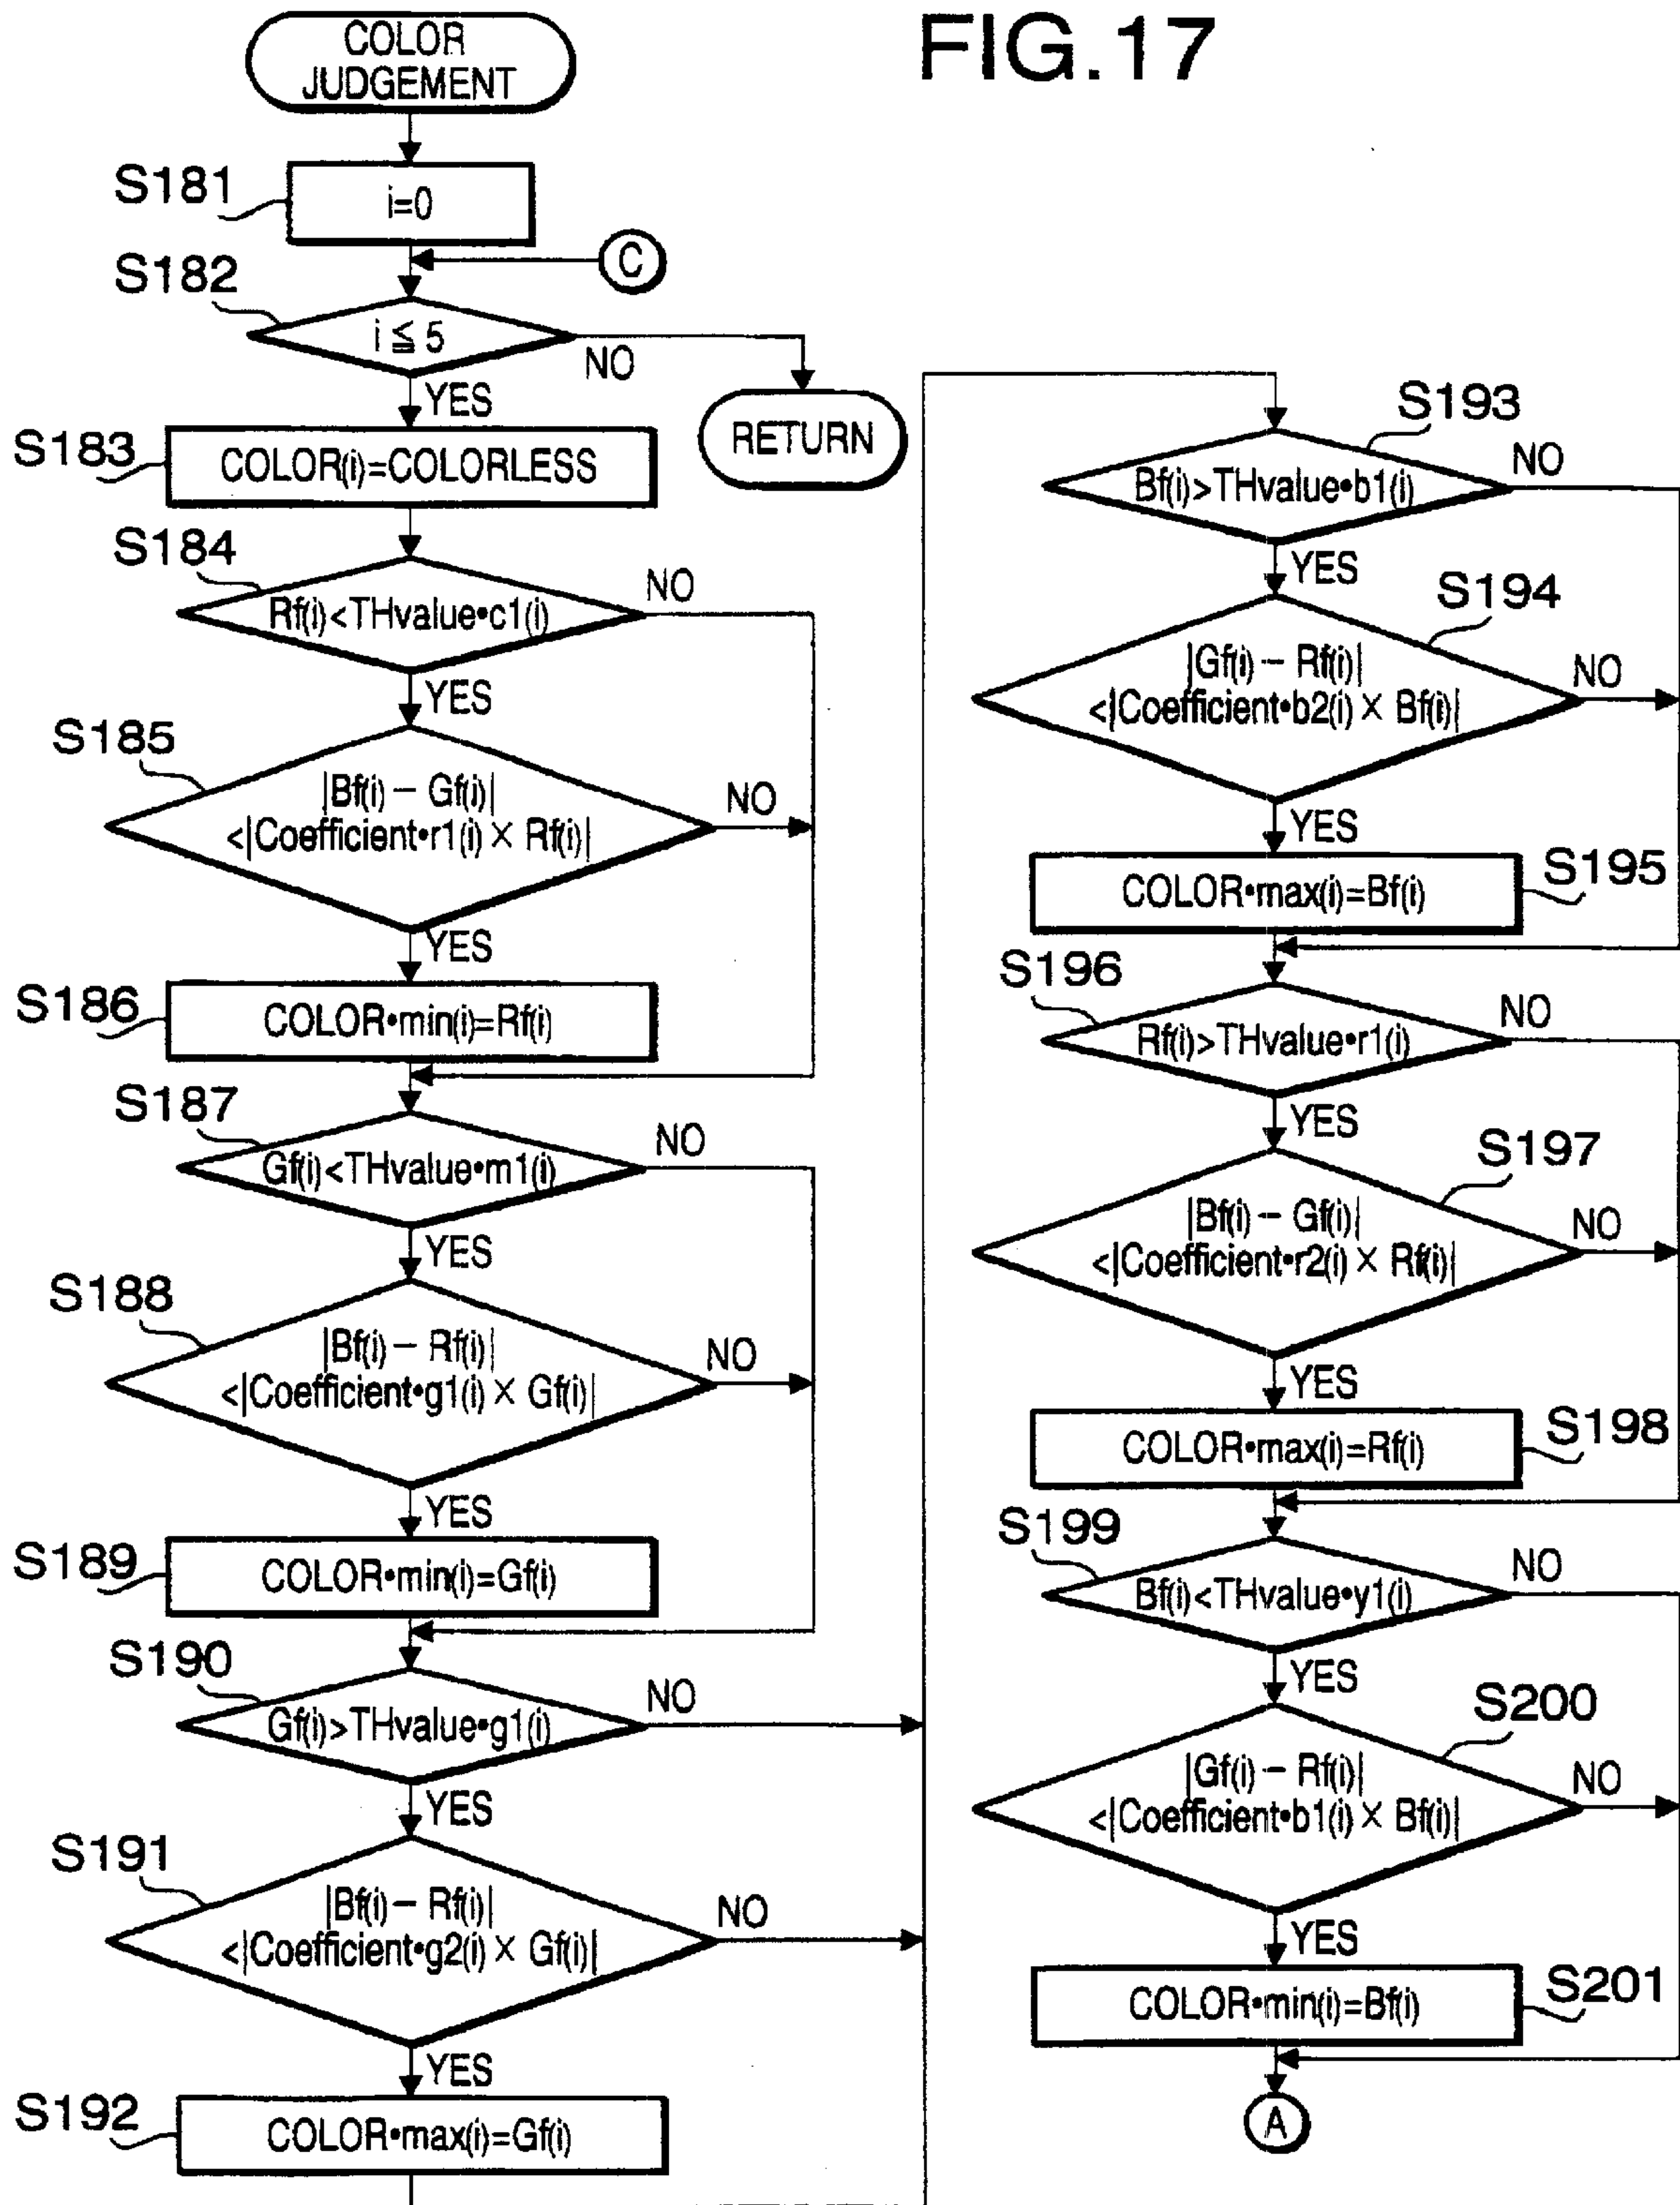 FIG.17
COLOR
JUDGEMENT
S181
i=0
C
S182
i ≦ 5
NO
YES
RETURN
S183
COLOR(i)=COLORLESS
S184
Rf(i)<THvalue•c1(i)
NO
YES
S185
|Bf(i) − Gf(i)|
<|Coefficient•r1(i) × Rf(i)|
NO
YES
S186
COLOR•min(i)=Rf(i)
S187
Gf(i)<THvalue•m1(i)
NO
YES
S188
|Bf(i) − Rf(i)|
<|Coefficient•g1(i) × Gf(i)|
NO
YES
S189
COLOR•min(i)=Gf(i)
S190
Gf(i)>THvalue•g1(i)
NO
YES
S191
|Bf(i) − Rf(i)|
<|Coefficient•g2(i) × Gf(i)|
NO
YES
S192
COLOR•max(i)=Gf(i)
S193
Bf(i)>THvalue•b1(i)
NO
YES
S194
|Gf(i) − Rf(i)|
<|Coefficient•b2(i) × Bf(i)|
NO
YES
S195
COLOR•max(i)=Bf(i)
S196
Rf(i)>THvalue•r1(i)
NO
YES
S197
|Bf(i) − Gf(i)|
<|Coefficient•r2(i) × Rf(i)|
NO
YES
S198
COLOR•max(i)=Rf(i)
S199
Bf(i)<THvalue•y1(i)
NO
YES
S200
|Gf(i) − Rf(i)|
<|Coefficient•b1(i) × Bf(i)|
NO
YES
S201
COLOR•min(i)=Bf(i)
A